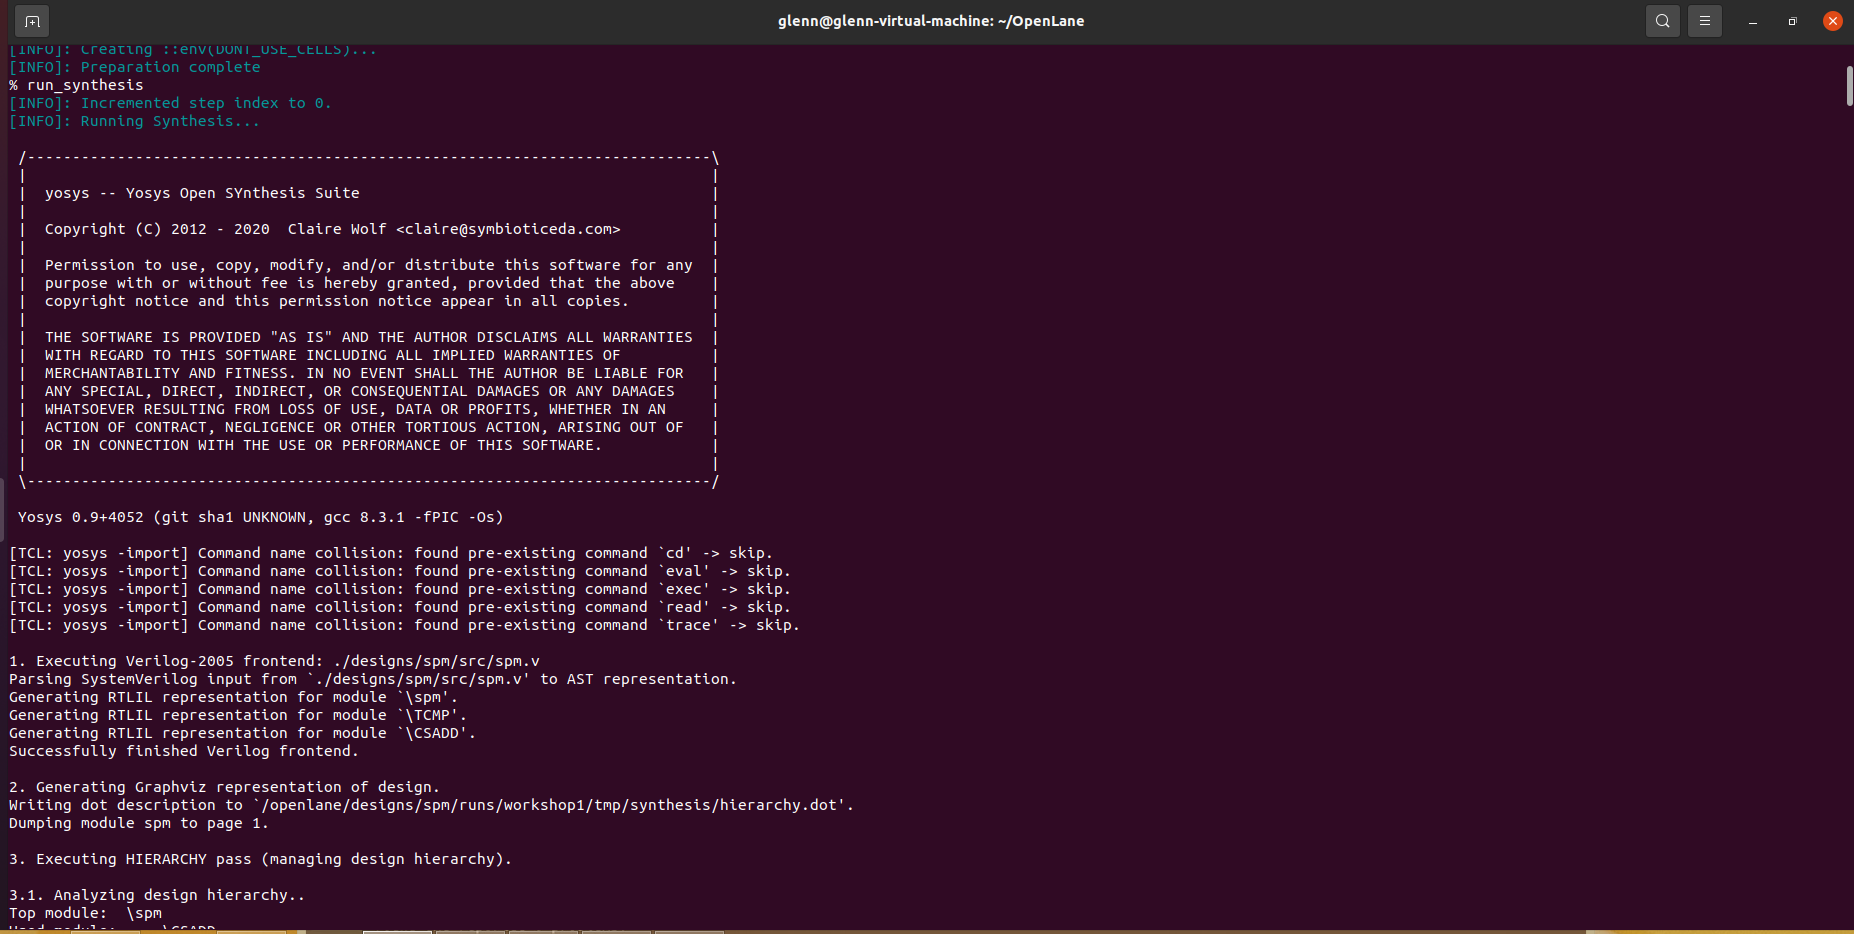 glenn@glenn-virtual-machine: ~/OpenLane
[INFO]: Creating ::env(DONT_USE_CELLS)...
[INFO]: Preparation complete
% run_synthesis
[INFO]: Incremented step index to 0.
[INFO]: Running Synthesis...
/----------------------------------------------------------------------------\
|                                                                            |
|  yosys -- Yosys Open SYnthesis Suite                                       |
|                                                                            |
|  Copyright (C) 2012 - 2020  Claire Wolf <claire@symbioticeda.com>          |
|                                                                            |
|  Permission to use, copy, modify, and/or distribute this software for any  |
|  purpose with or without fee is hereby granted, provided that the above    |
|  copyright notice and this permission notice appear in all copies.         |
|                                                                            |
|  THE SOFTWARE IS PROVIDED "AS IS" AND THE AUTHOR DISCLAIMS ALL WARRANTIES  |
|  WITH REGARD TO THIS SOFTWARE INCLUDING ALL IMPLIED WARRANTIES OF          |
|  MERCHANTABILITY AND FITNESS. IN NO EVENT SHALL THE AUTHOR BE LIABLE FOR   |
|  ANY SPECIAL, DIRECT, INDIRECT, OR CONSEQUENTIAL DAMAGES OR ANY DAMAGES    |
|  WHATSOEVER RESULTING FROM LOSS OF USE, DATA OR PROFITS, WHETHER IN AN     |
|  ACTION OF CONTRACT, NEGLIGENCE OR OTHER TORTIOUS ACTION, ARISING OUT OF   |
|  OR IN CONNECTION WITH THE USE OR PERFORMANCE OF THIS SOFTWARE.            |
|                                                                            |
\----------------------------------------------------------------------------/
Yosys 0.9+4052 (git sha1 UNKNOWN, gcc 8.3.1 -fPIC -Os)
[TCL: yosys -import] Command name collision: found pre-existing command `cd' -> skip.
[TCL: yosys -import] Command name collision: found pre-existing command `eval' -> skip.
[TCL: yosys -import] Command name collision: found pre-existing command `exec' -> skip.
[TCL: yosys -import] Command name collision: found pre-existing command `read' -> skip.
[TCL: yosys -import] Command name collision: found pre-existing command `trace' -> skip.
1. Executing Verilog-2005 frontend: ./designs/spm/src/spm.v
Parsing SystemVerilog input from `./designs/spm/src/spm.v' to AST representation.
Generating RTLIL representation for module `\spm'.
Generating RTLIL representation for module `\TCMP'.
Generating RTLIL representation for module `\CSADD'.
Successfully finished Verilog frontend.
2. Generating Graphviz representation of design.
Writing dot description to `/openlane/designs/spm/runs/workshop1/tmp/synthesis/hierarchy.dot'.
Dumping module spm to page 1.
3. Executing HIERARCHY pass (managing design hierarchy).
3.1. Analyzing design hierarchy..
Top module:  \spm
Used module:     \CSADD